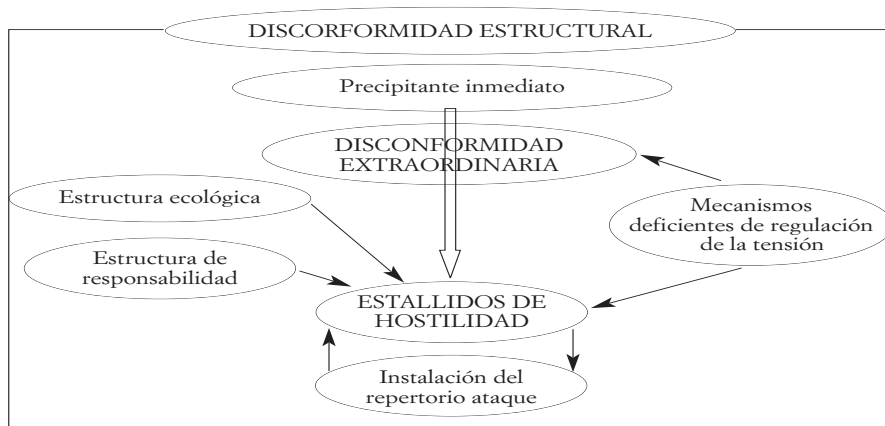 DISCORFORMIDAD ESTRUCTURAL
Precipitante inmediato
DISCONFORMIDAD
EXTRAORDINARIA
Estructura ecológica
Mecanismos
deficientes de regulación
de la tensión
Estructura de
responsabilidad
ESTALLIDOS DE
HOSTILIDAD
Instalación del
repertorio ataque